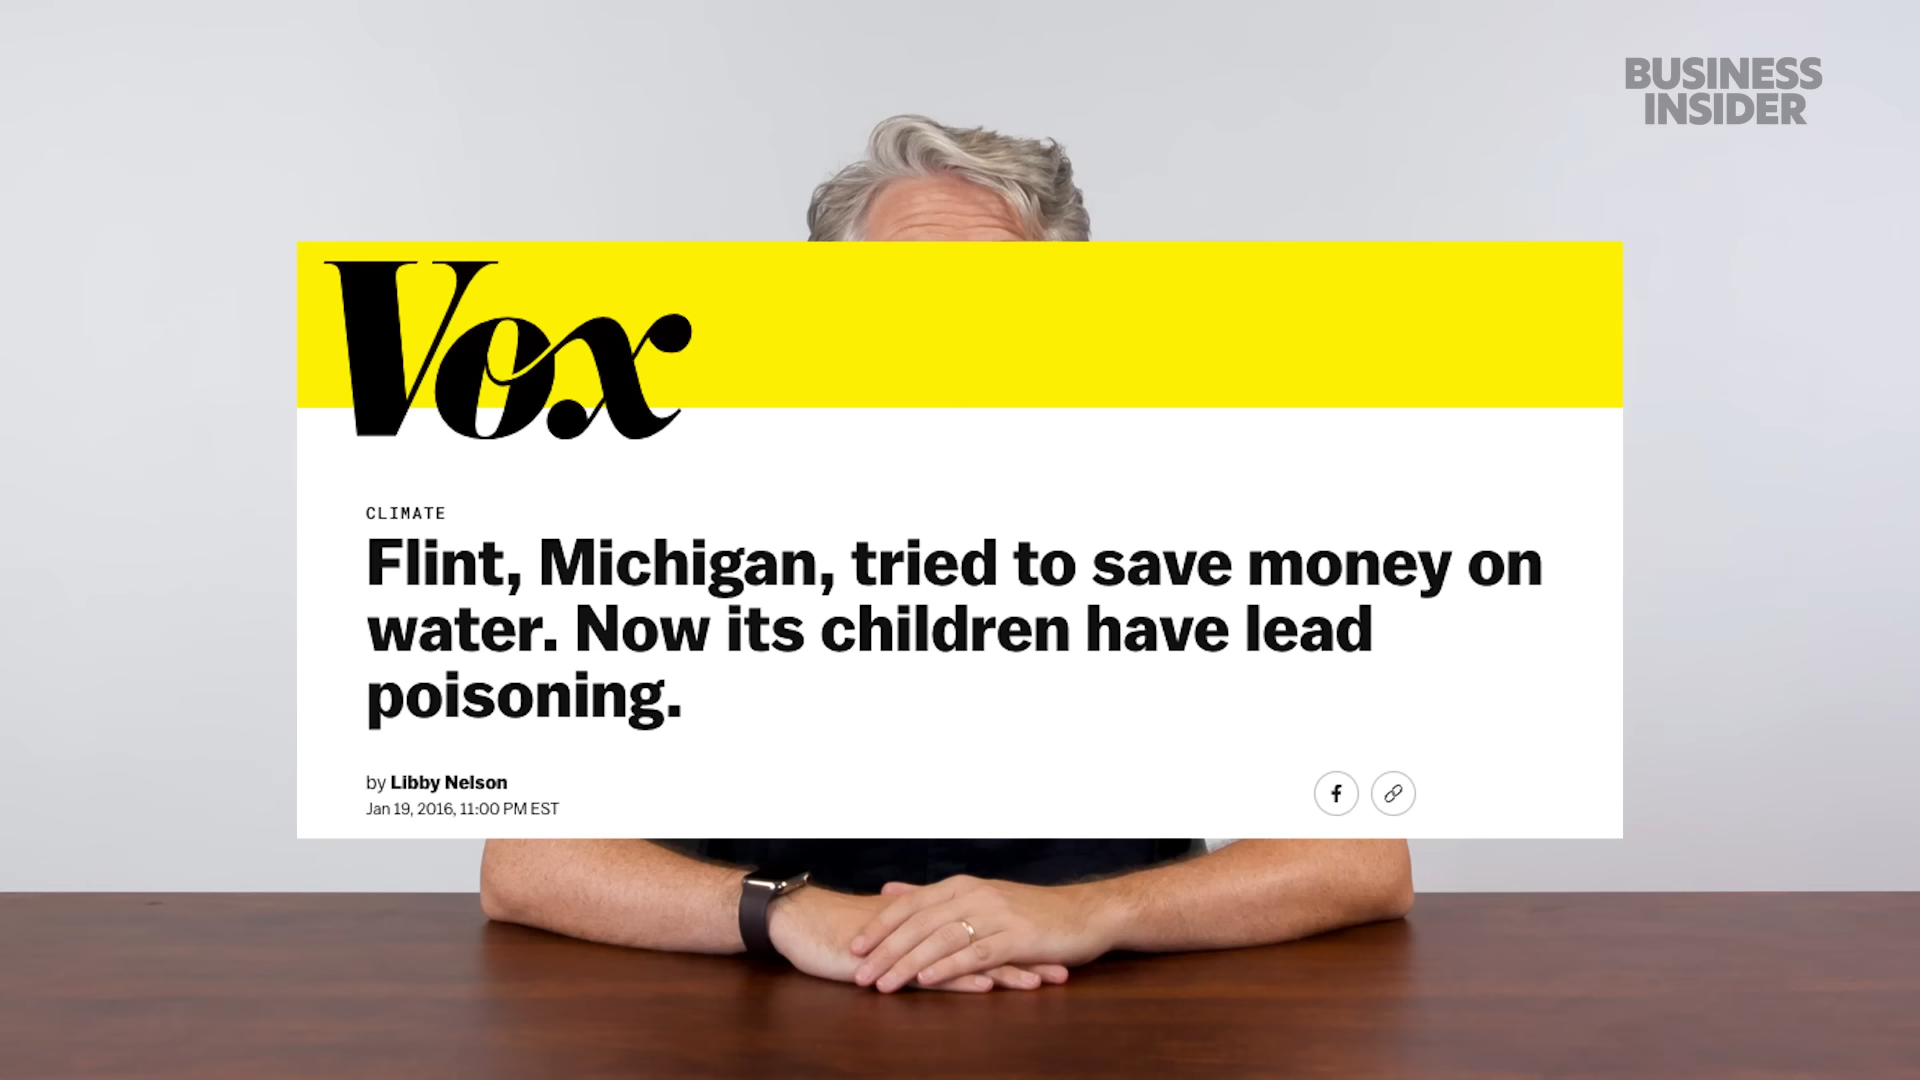 BUSINESS
INSIDER
Vox
CLIMATE
Flint, Michigan, tried to save money on
water. Now its children have lead
poisoning.
by Libby Nelson
Jan 19, 2016, 11:00 PM EST